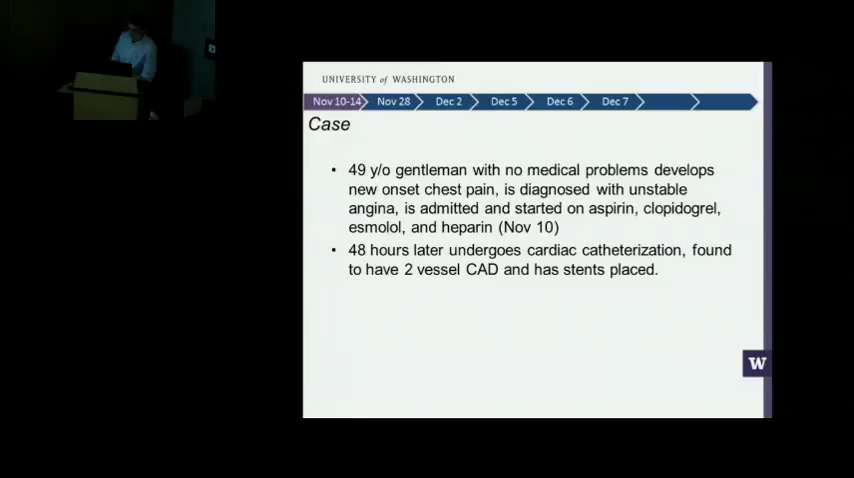 UNIVERSITY of WASHINGTON
Nov 10-14 Nov 28 Dec 2 Dec 5 Dec 6 Dec 7
Case
• 49 y/o gentleman with no medical problems develops
new onset chest pain, is diagnosed with unstable
angina, is admitted and started on aspirin, clopidogrel,
esmolol, and heparin (Nov 10)
• 48 hours later undergoes cardiac catheterization, found
to have 2 vessel CAD and has stents placed.
W